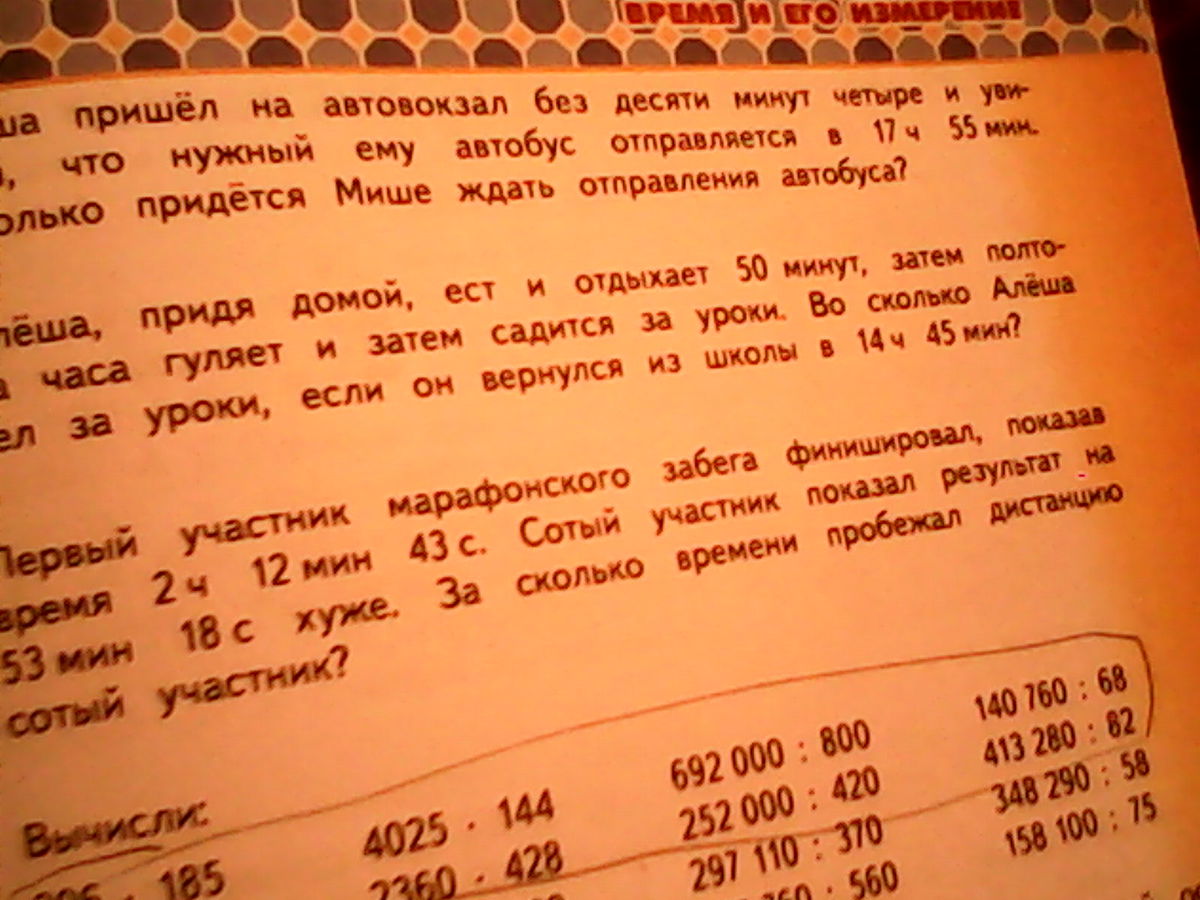 ВРЕМЯ И ЕГО ИЗМЕРЕНИЕ
ша пришёл на автовокзал без десяти минут четыре и уви-
, что нужный ему автобус отправляется в 17 ч 55 мин.
олько придётся Мише ждать отправления автобуса?
лёша, придя домой, ест и отдыхает 50 минут, затем полто-
а часа гуляет и затем садится за уроки. Во сколько Алёша
ел за уроки, если он вернулся из школы в 14 ч 45 мин?
Первый участник марафонского забега финишировал, показав
время 2 ч 12 мин 43 с. Сотый участник показал результат на
53 мин 18 с хуже. За сколько времени пробежал дистанцию
сотый участник?
Вычисли:
· 185 4025 · 144 692 000 : 800 140 760 : 68
2360 · 428 252 000 : 420 413 280 : 82
297 110 : 370 348 290 : 58
: 560 158 100 : 75